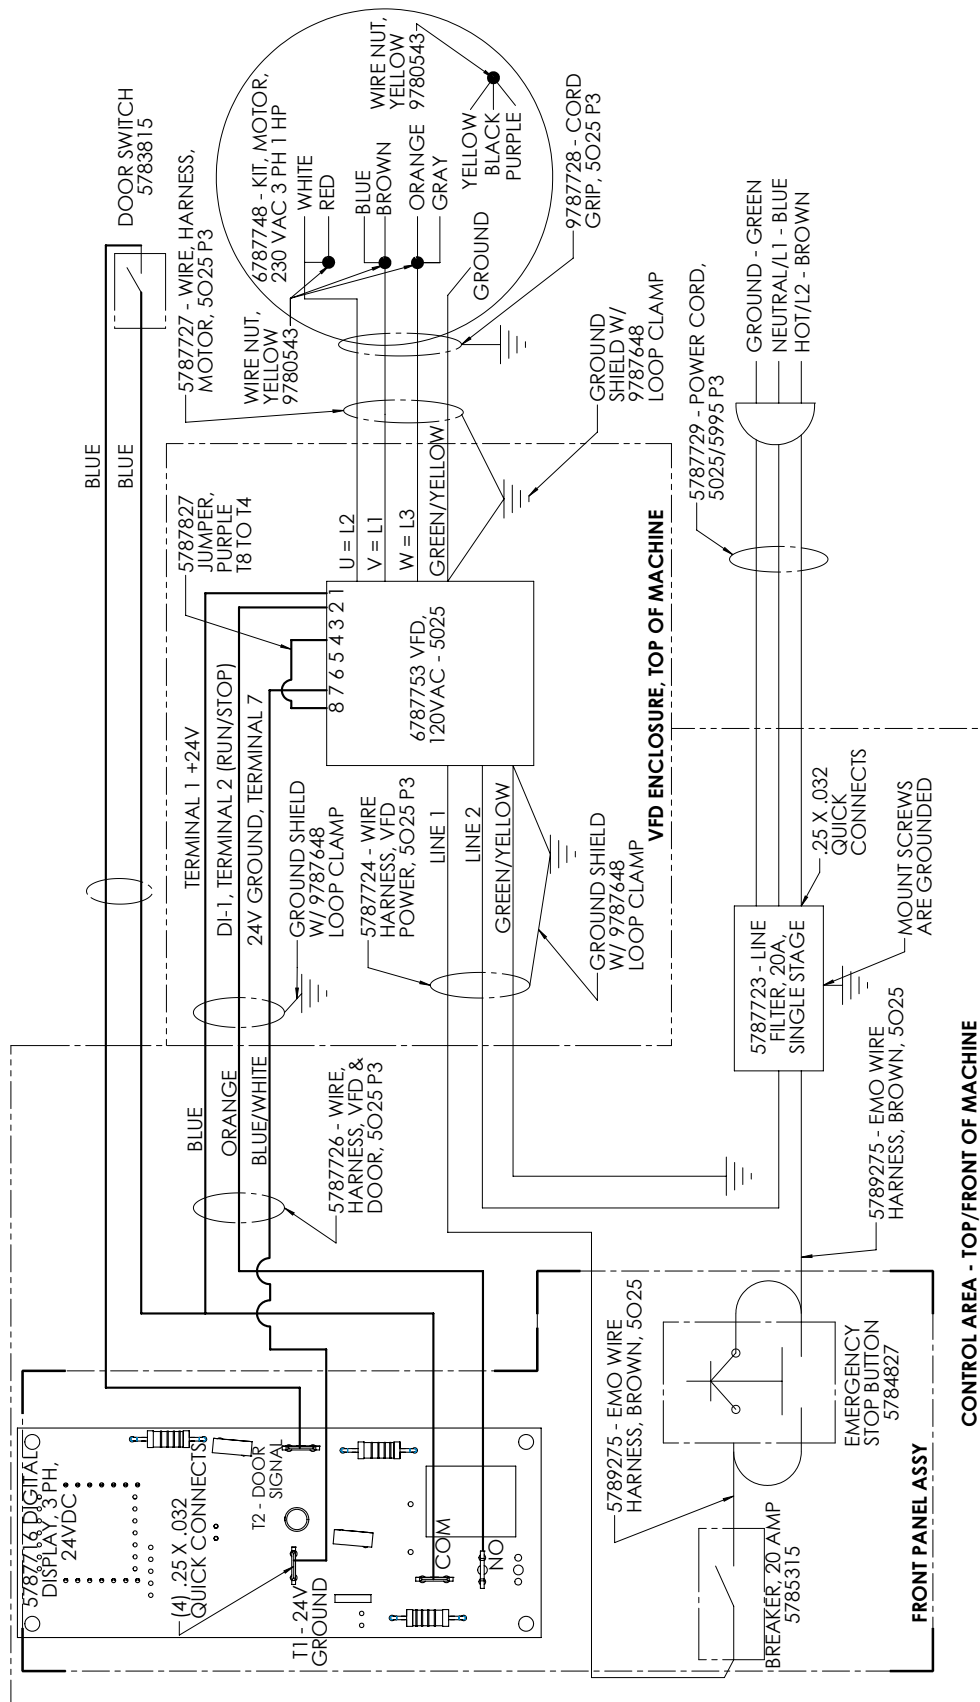 DOOR SWITCH
5783815
BLUE
BLUE
5787727 - WIRE, HARNESS,
MOTOR, 5O25 P3
6787748 - KIT, MOTOR,
230 VAC 3 PH 1 HP
WIRE NUT,
YELLOW
9780543
WIRE NUT,
YELLOW
9780543
WHITE
RED
BLUE
BROWN
ORANGE
GRAY
GROUND
YELLOW
BLACK
PURPLE
9787728 - CORD
GRIP, 5O25 P3
5787827
JUMPER,
PURPLE
T8 TO T4
U = L2
V = L1
W = L3
GREEN/YELLOW
GROUND
SHIELD W/
9787648
LOOP CLAMP
TERMINAL 1 +24V
DI-1, TERMINAL 2 (RUN/STOP)
24V GROUND, TERMINAL 7
8 7 6 5 4 3 2 1
6787753 VFD,
120VAC - 5025
VFD ENCLOSURE, TOP OF MACHINE
GROUND SHIELD
W/ 9787648
LOOP CLAMP
5787724 - WIRE
HARNESS, VFD
POWER, 5O25 P3
LINE 1
LINE 2
GREEN/YELLOW
GROUND SHIELD
W/ 9787648
LOOP CLAMP
5787729 - POWER CORD,
5025/5995 P3
GROUND - GREEN
NEUTRAL/L1 - BLUE
HOT/L2 - BROWN
.25 X .032
QUICK
CONNECTS
MOUNT SCREWS
ARE GROUNDED
5787723 - LINE
FILTER, 20A,
SINGLE STAGE
BLUE
ORANGE
BLUE/WHITE
5787726 - WIRE,
HARNESS, VFD &
DOOR, 5O25 P3
5789275 - EMO WIRE
HARNESS, BROWN, 5O25
CONTROL AREA - TOP/FRONT OF MACHINE
5787716 DIGITAL
DISPLAY, 3 PH,
24VDC
(4) .25 X .032
QUICK CONNECTS
T2 - DOOR
SIGNAL
T1 - 24V
GROUND
COM
NO
5789275 - EMO WIRE
HARNESS, BROWN, 5O25
EMERGENCY
STOP BUTTON
5784827
BREAKER, 20 AMP
5785315
FRONT PANEL ASSY